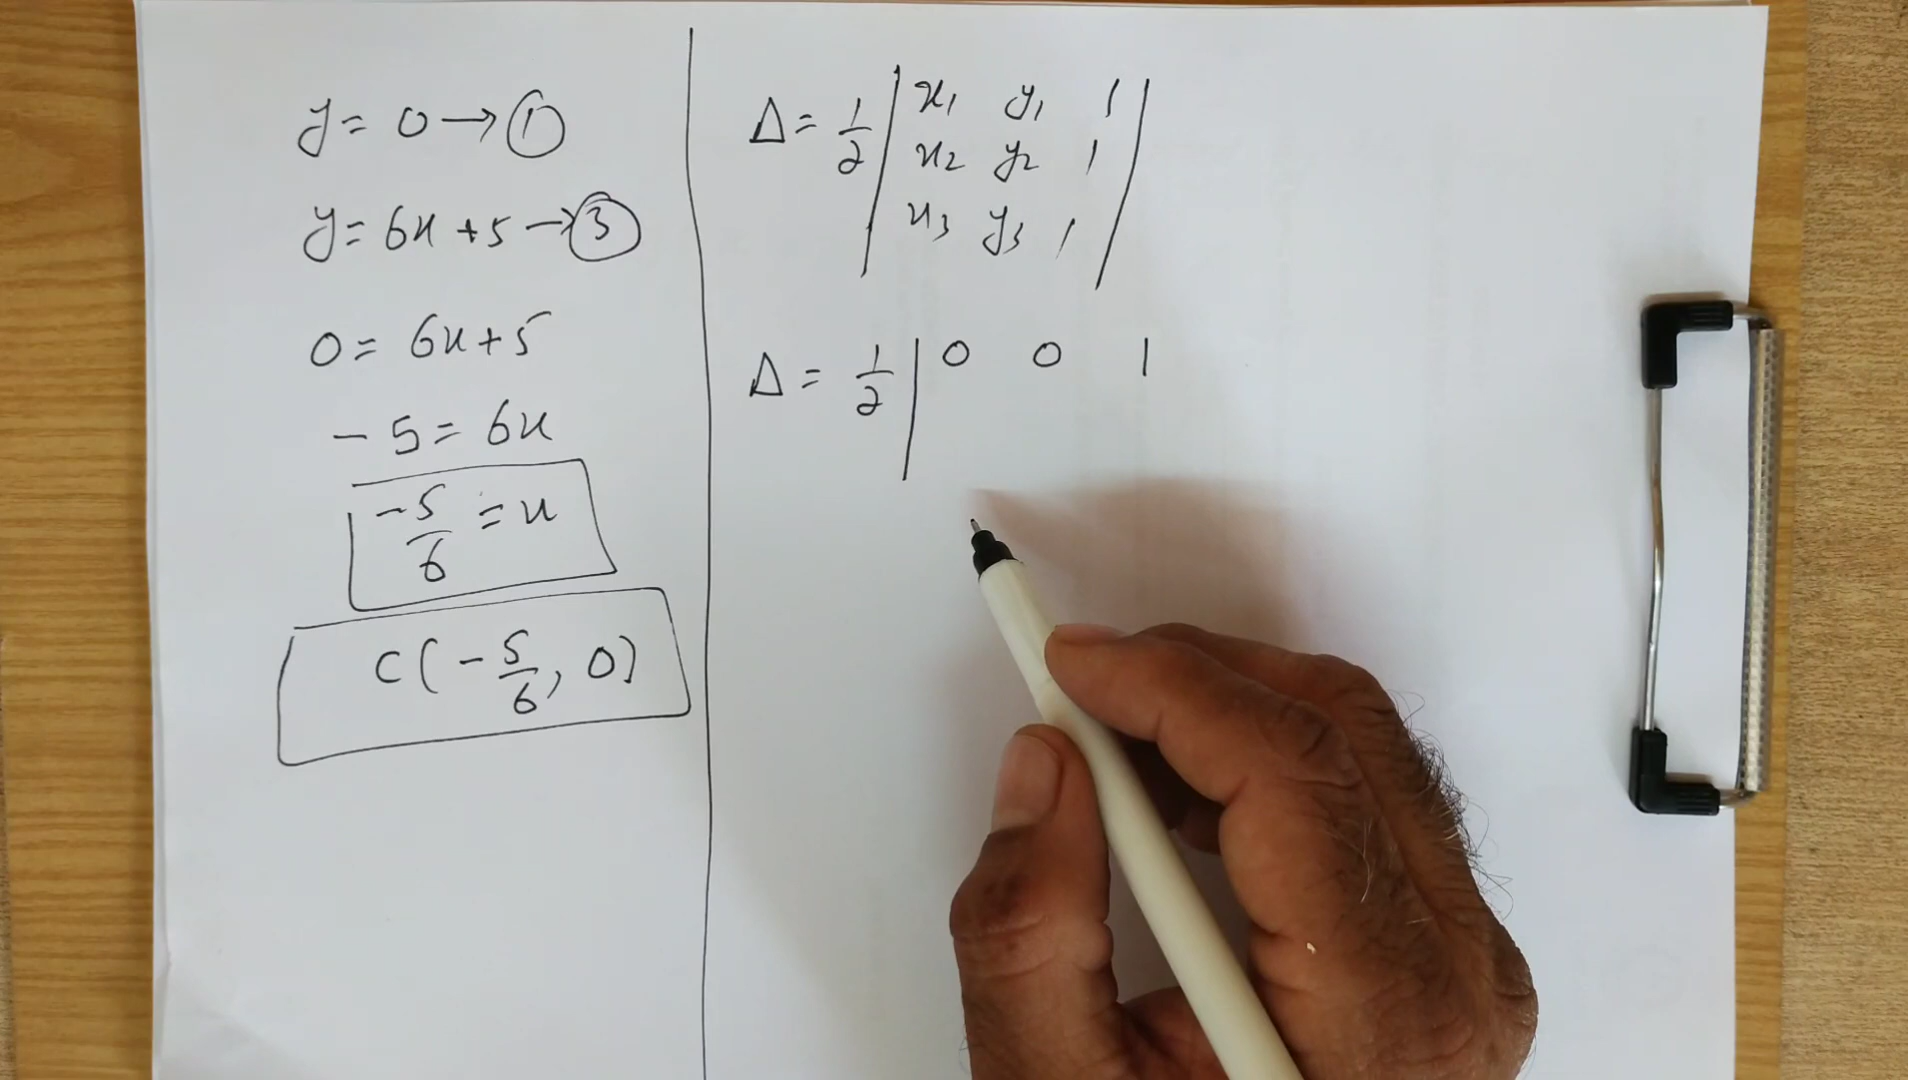 y = 0 → ①
y = 6x + 5 → ③
0 = 6x + 5
- 5 = 6x
-5/6 = x
C(-5/6, 0)
Δ = 1/2 | x₁ y₁ 1 |
x₂ y₂ 1
x₃ y₃ 1
Δ = 1/2 | 0 0 1